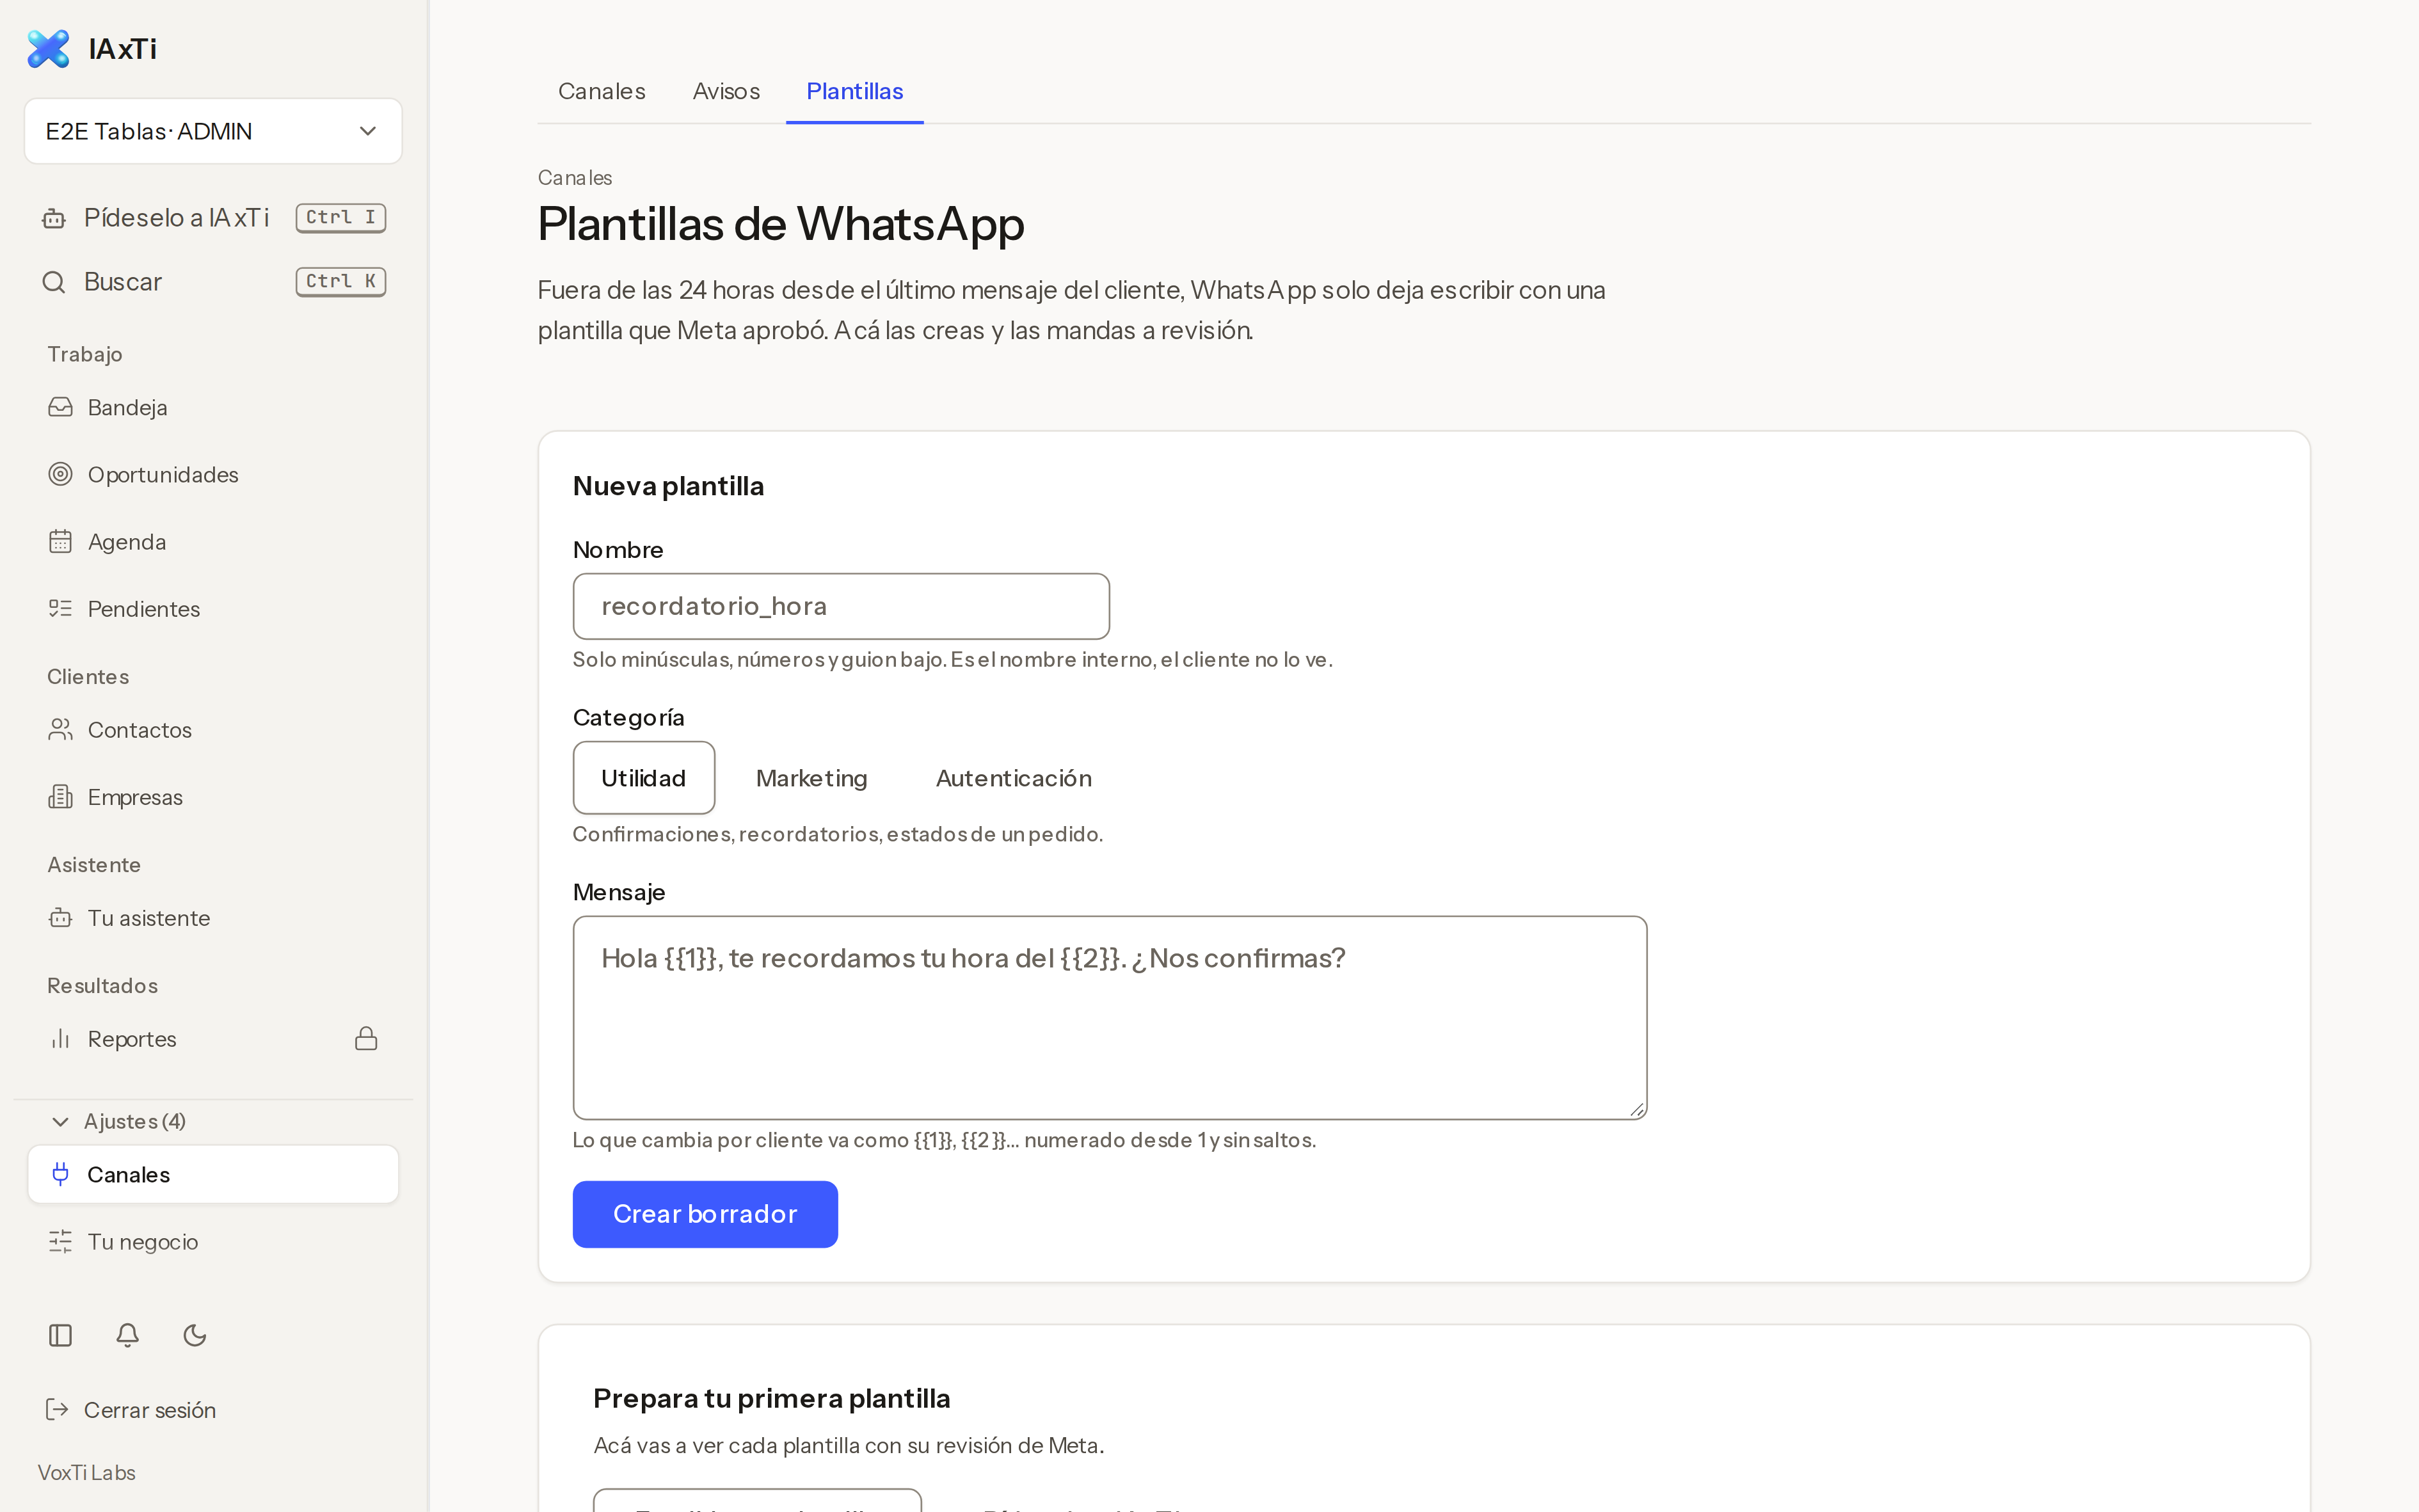 IAxTi
E2E Tablas · ADMIN
Pídeselo a IAxTi
Ctrl I
Buscar
Ctrl K
Trabajo
Bandeja
Oportunidades
Agenda
Pendientes
Clientes
Contactos
Empresas
Asistente
Tu asistente
Resultados
Reportes
Ajustes (4)
Canales
Tu negocio
Cerrar sesión
VoxTi Labs
Canales
Avisos
Plantillas
Canales
Plantillas de WhatsApp
Fuera de las 24 horas desde el último mensaje del cliente, WhatsApp solo deja escribir con una
plantilla que Meta aprobó. Acá las creas y las mandas a revisión.
Nueva plantilla
Nombre
recordatorio_hora
Solo minúsculas, números y guion bajo. Es el nombre interno, el cliente no lo ve.
Categoría
Utilidad
Marketing
Autenticación
Confirmaciones, recordatorios, estados de un pedido.
Mensaje
Hola {{1}}, te recordamos tu hora del {{2}}. ¿Nos confirmas?
Lo que cambia por cliente va como {{1}}, {{2}}... numerado desde 1 y sin saltos.
Crear borrador
Prepara tu primera plantilla
Acá vas a ver cada plantilla con su revisión de Meta.